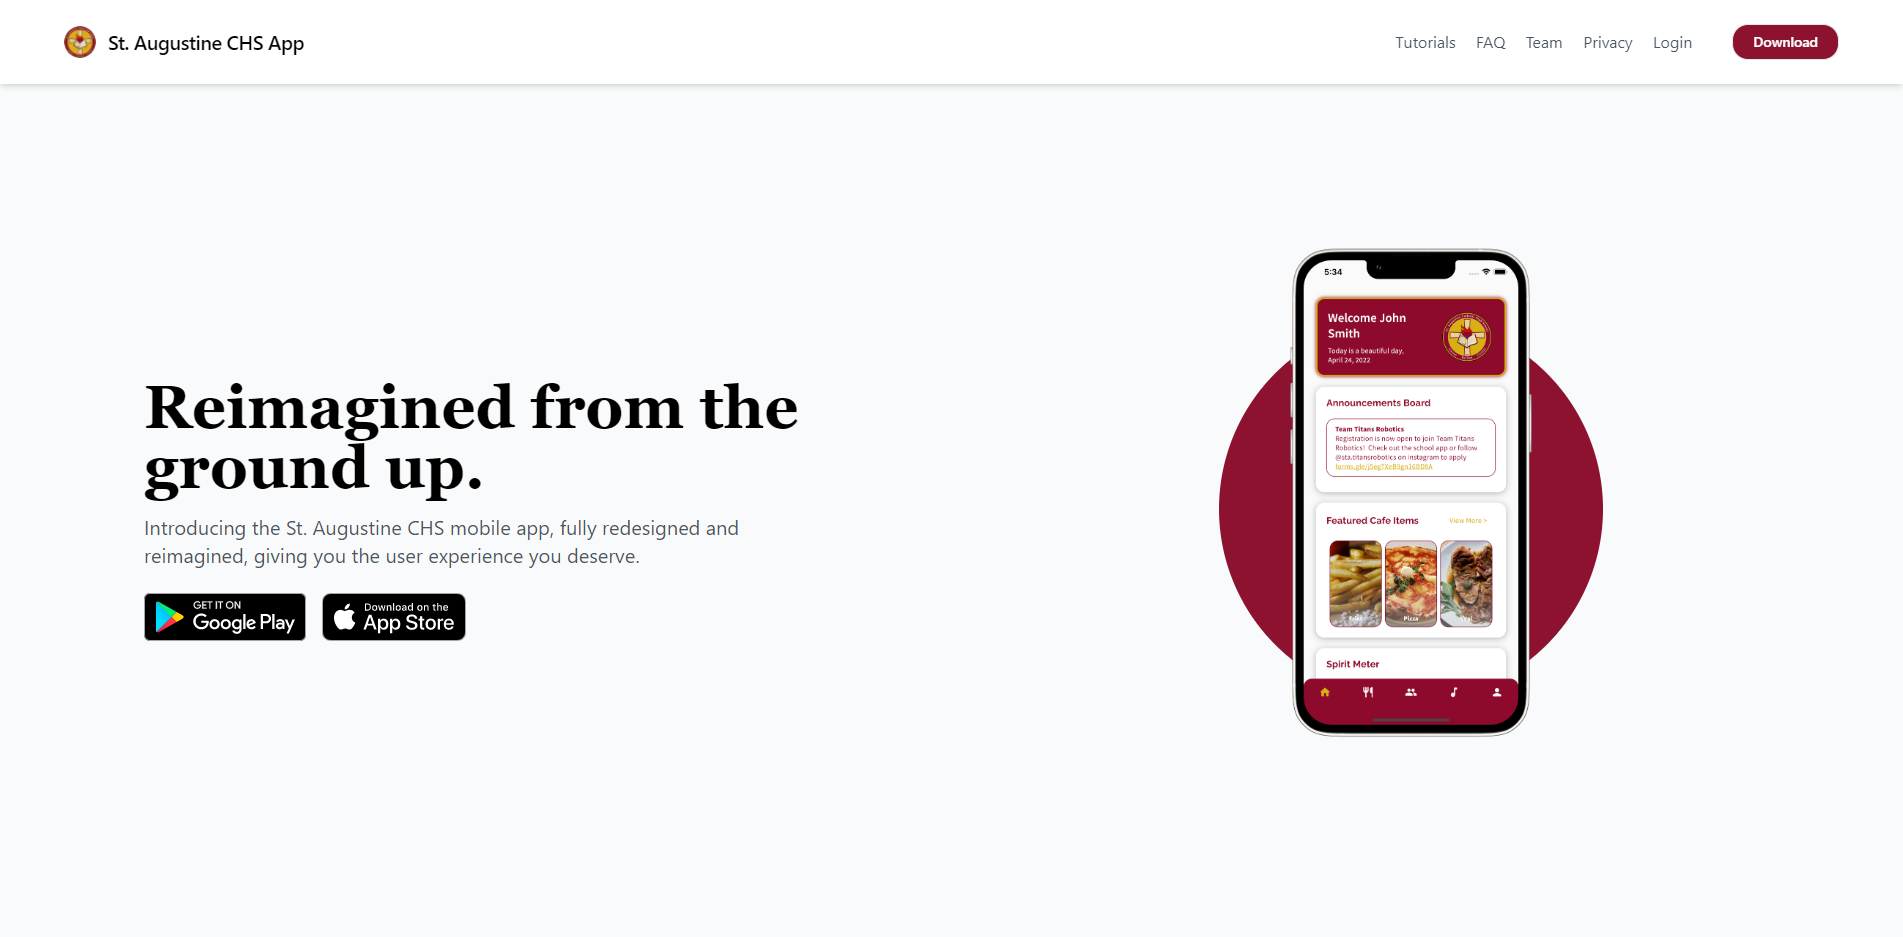 St. Augustine CHS App
Tutorials
FAQ
Team
Privacy
Login
Download
Reimagined from the
ground up.
Introducing the St. Augustine CHS mobile app, fully redesigned and
reimagined, giving you the user experience you deserve.
GET IT ON
Google Play
Download on the
App Store
5:34
Welcome John
Smith
Today is a beautiful day,
April 24, 2022
Announcements Board
Team Titans Robotics
Registration is now open to join Team Titans
Robotics! Check out the school app or follow
@sta.titansrobotics on instagram to apply
Featured Cafe Items
View More >
Pizza
Spirit Meter